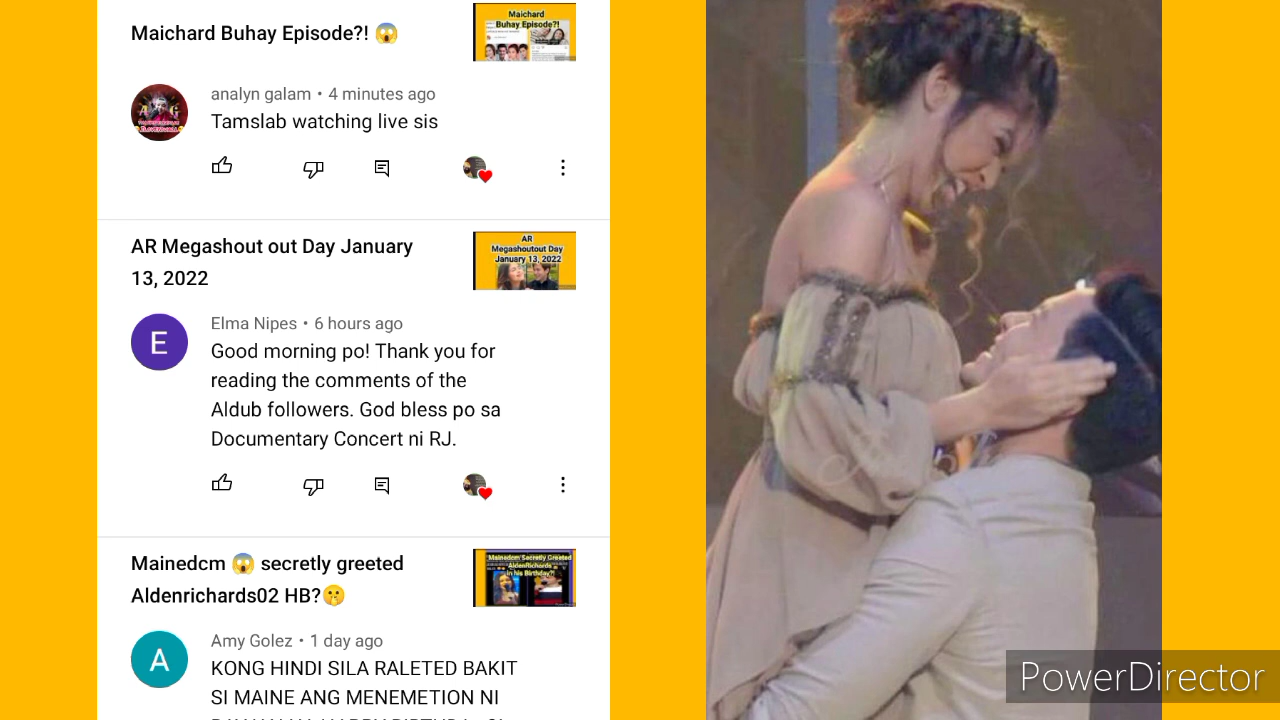 Maichard Buhay Episode?! 😱
Maichard
Buhay Episode?!
analyn galam • 4 minutes ago
Tamslab watching live sis
AR Megashout out Day January
13, 2022
AR
Megashoutout Day
January 13, 2022
Elma Nipes • 6 hours ago
Good morning po! Thank you for
reading the comments of the
Aldub followers. God bless po sa
Documentary Concert ni RJ.
E
Mainedcm 😱 secretly greeted
Aldenrichards02 HB?🤫
Mainedcm Secretly Greeted
AldenRichards
in his Birthday?!
Amy Golez • 1 day ago
A
KONG HINDI SILA RALETED BAKIT
SI MAINE ANG MENEMETION NI
PowerDirector